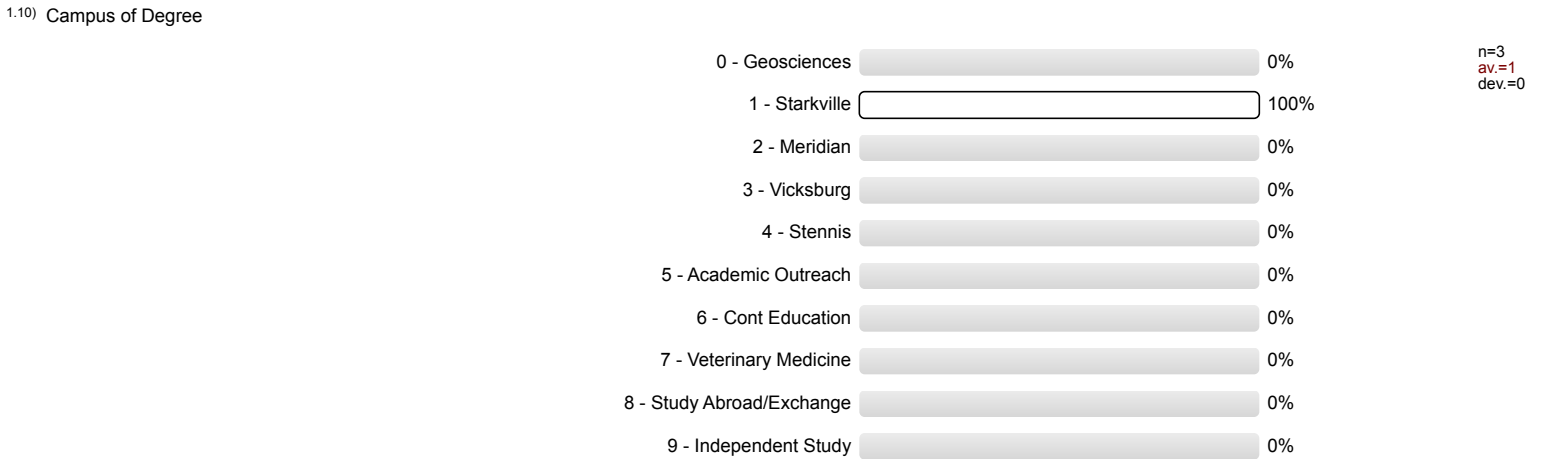 1.10) Campus of Degree
0 - Geosciences 0%
n=3
av.=1
dev.=0
1 - Starkville 100%
2 - Meridian 0%
3 - Vicksburg 0%
4 - Stennis 0%
5 - Academic Outreach 0%
6 - Cont Education 0%
7 - Veterinary Medicine 0%
8 - Study Abroad/Exchange 0%
9 - Independent Study 0%